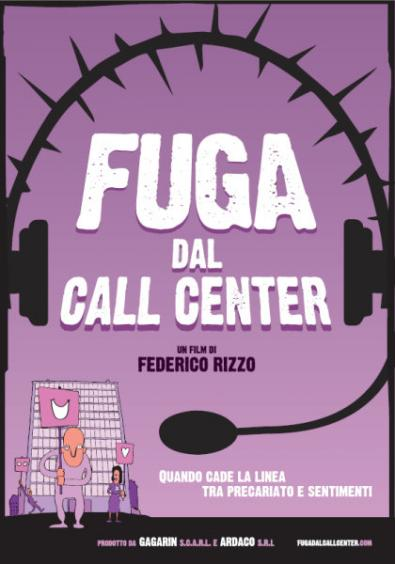 FUGA
DAL
CALL CENTER
UN FILM DI
FEDERICO RIZZO
QUANDO CADE LA LINEA
TRA PRECARIATO E SENTIMENTI
PRODOTTO DA GAGARIN S.C.A.R.L. E ARDACO S.R.L FUGADALCALLCENTER.COM